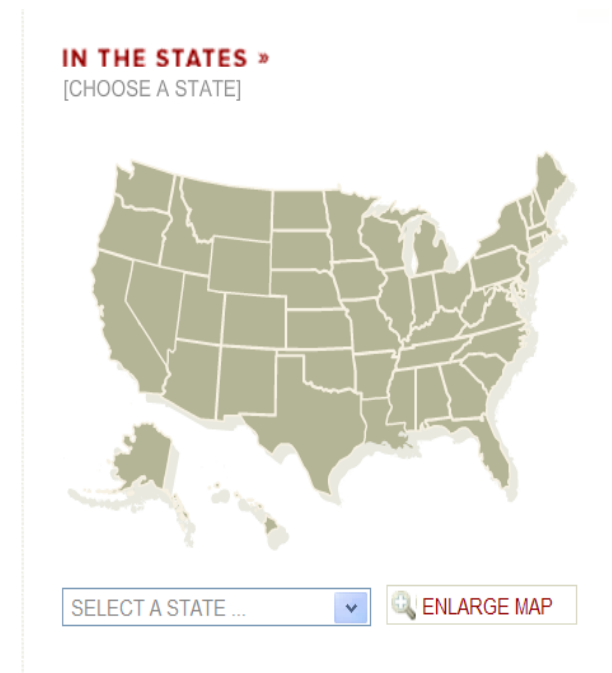 IN THE STATES »
[CHOOSE A STATE]
SELECT A STATE ...
ENLARGE MAP